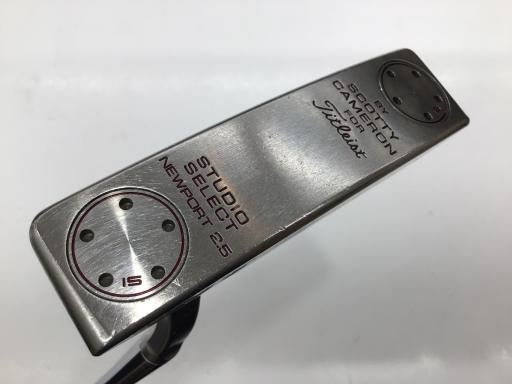 STUDIO
SELECT
NEWPORT 2.5
BY
SCOTTY
CAMERON
FOR
Titleist
15